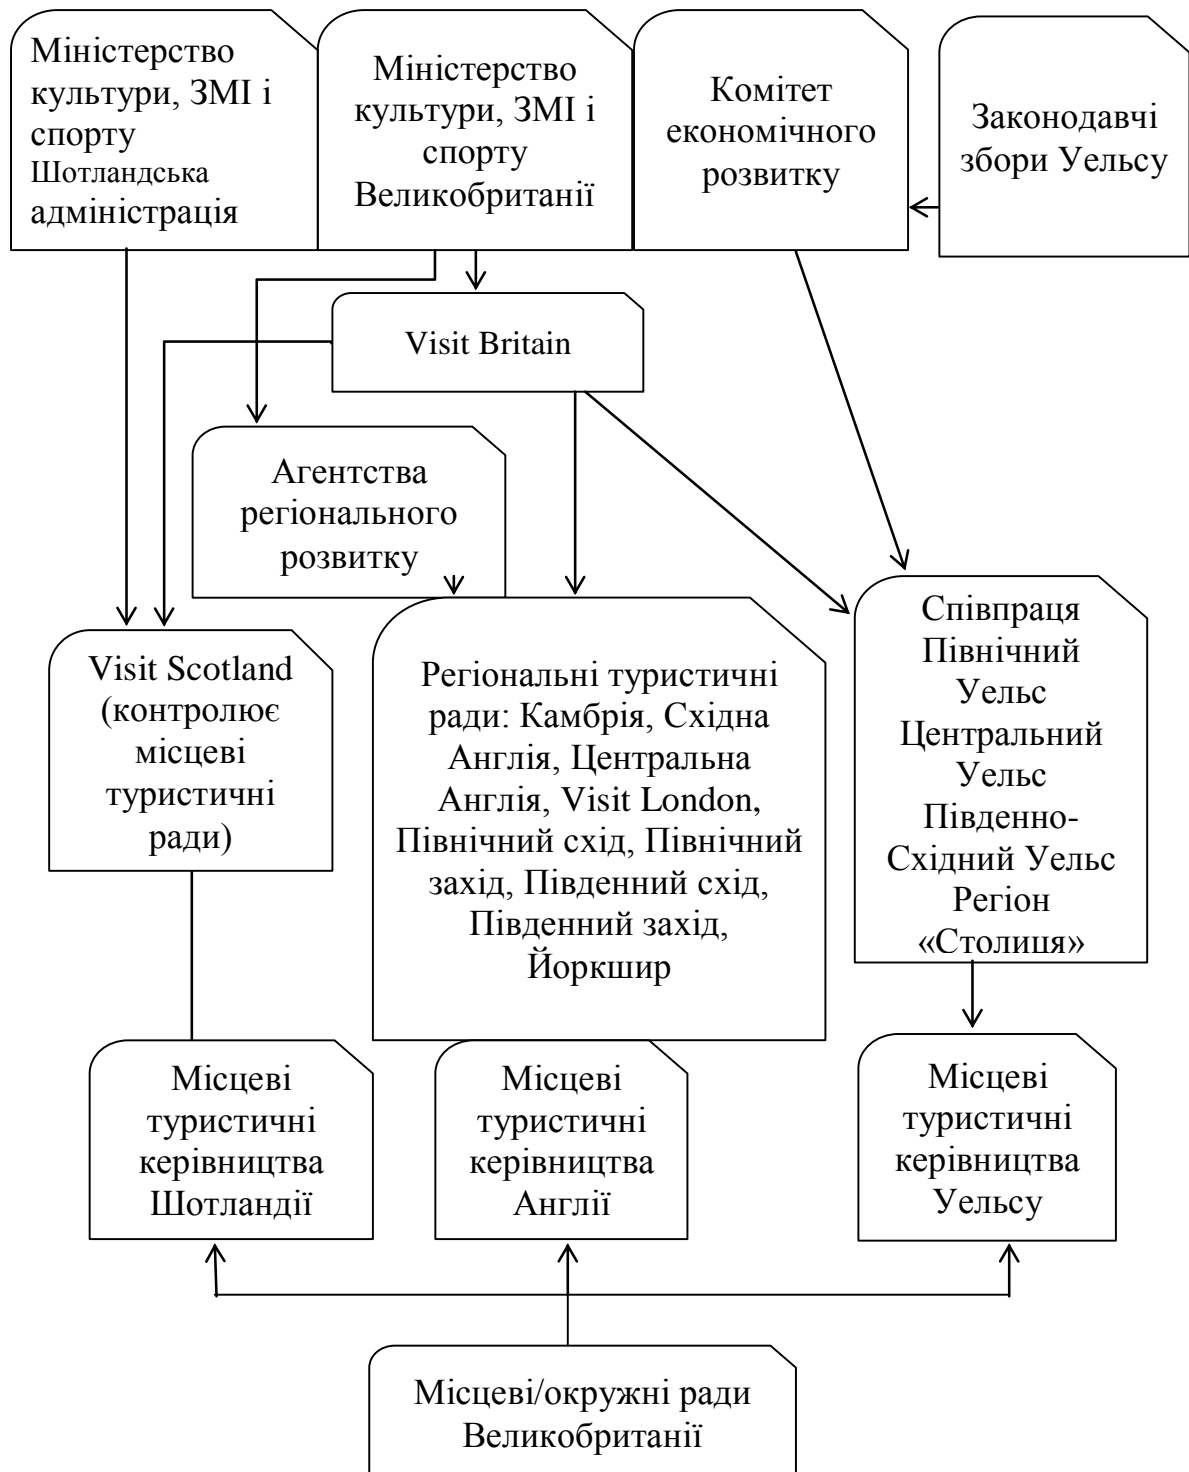 Міністерство
культури, ЗМІ і
спорту
Шотландська
адміністрація
Міністерство
культури, ЗМІ і
спорту
Великобританії
Комітет
економічного
розвитку
Законодавчі
збори Уельсу
Visit Britain
Агентства
регіонального
розвитку
Visit Scotland
(контролює
місцеві
туристичні
ради)
Регіональні туристичні
ради: Камбрія, Східна
Англія, Центральна
Англія, Visit London,
Північний схід, Північний
захід, Південний схід,
Південний захід,
Йоркшир
Співпраця
Північний
Уельс
Центральний
Уельс
Південно-
Східний Уельс
Регіон
«Столиця»
Місцеві
туристичні
керівництва
Шотландії
Місцеві
туристичні
керівництва
Англії
Місцеві
туристичні
керівництва
Уельсу
Місцеві/окружні ради
Великобританії